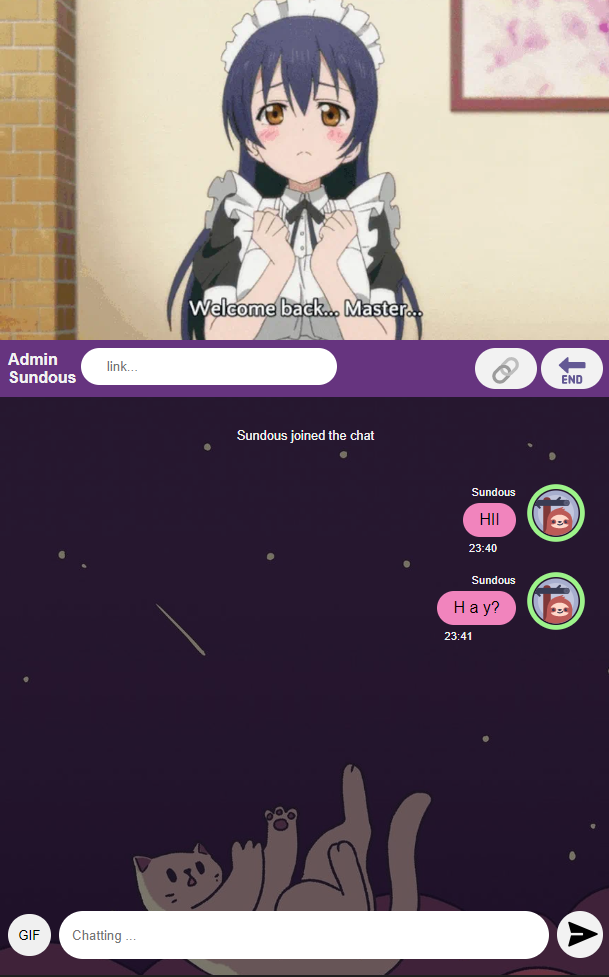 Welcome back... Master...
Admin
Sundous
link...
END
Sundous joined the chat
Sundous
HII
23:40
Sundous
H a y?
23:41
GIF
Chatting ...